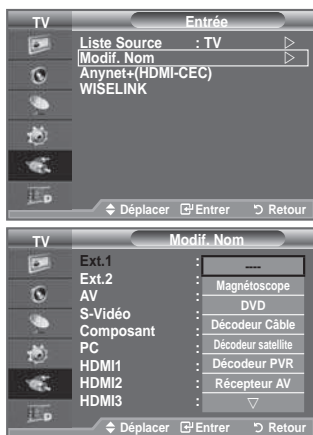 TV Entrée
Liste Source : TV ▷
Modif. Nom ▷
Anynet+(HDMI-CEC)
WISELINK
Déplacer Entrer Retour
TV Modif. Nom
Ext.1 : ----
Ext.2 : Magnétoscope
AV : DVD
S-Vidéo : Décodeur Câble
Composant : Décodeur satellite
PC : Décodeur PVR
HDMI1 : Récepteur AV
HDMI2 :
HDMI3 : ▽
Déplacer Entrer Retour